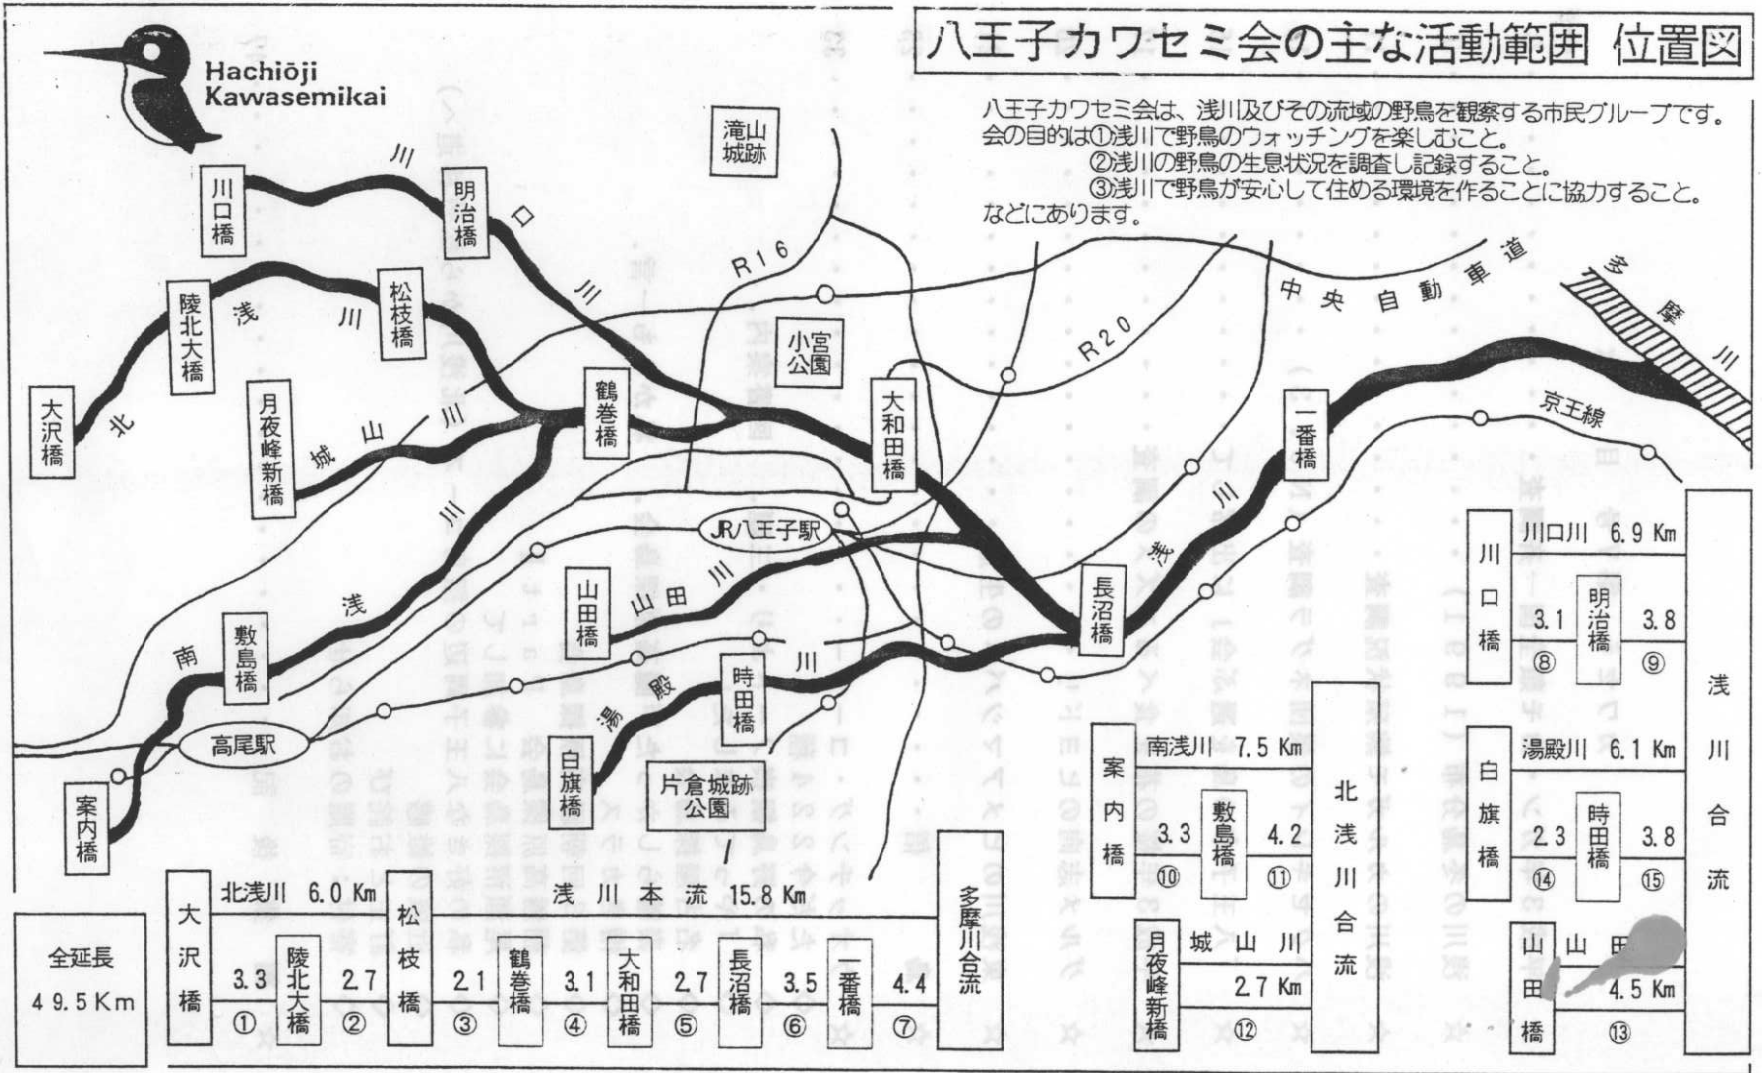 八王子カワセミ会の主な活動範囲 位置図
Hachiōji
Kawasemikai
八王子カワセミ会は、浅川及びその流域の野鳥を観察する市民グループです。
会の目的は①浅川で野鳥のウォッチングを楽しむこと。
②浅川の野鳥の生息状況を調査し記録すること。
③浅川で野鳥が安心して住める環境を作ることに協力すること。
などにあります。
滝山
城跡
川口橋
明治橋
川口川
R16
R20
中央自動車道
多摩川
陵北大橋
松枝橋
北浅川
大沢橋
月夜峰新橋
城山川
鶴巻橋
小宮
公園
大和田橋
一番橋
京王線
JR八王子駅
浅川
長沼橋
山田橋
山田川
南浅川
敷島橋
高尾駅
案内橋
湯殿川
時田橋
白旗橋
片倉城跡
公園
全延長
49.5Km
大沢橋
北浅川 6.0 Km
3.3
①
陵北大橋
2.7
②
松枝橋
浅川本流 15.8 Km
2.1
③
鶴巻橋
3.1
④
大和田橋
2.7
⑤
長沼橋
3.5
⑥
一番橋
4.4
⑦
多摩川合流
案内橋
南浅川 7.5 Km
3.3
⑩
敷島橋
4.2
⑪
月夜峰新橋
城山川
2.7 Km
⑫
北浅川合流
川口橋
川口川 6.9 Km
3.1
⑧
明治橋
3.8
⑨
白旗橋
湯殿川 6.1 Km
2.3
⑭
時田橋
3.8
⑮
山田橋
山田
4.5 Km
⑬
浅川合流